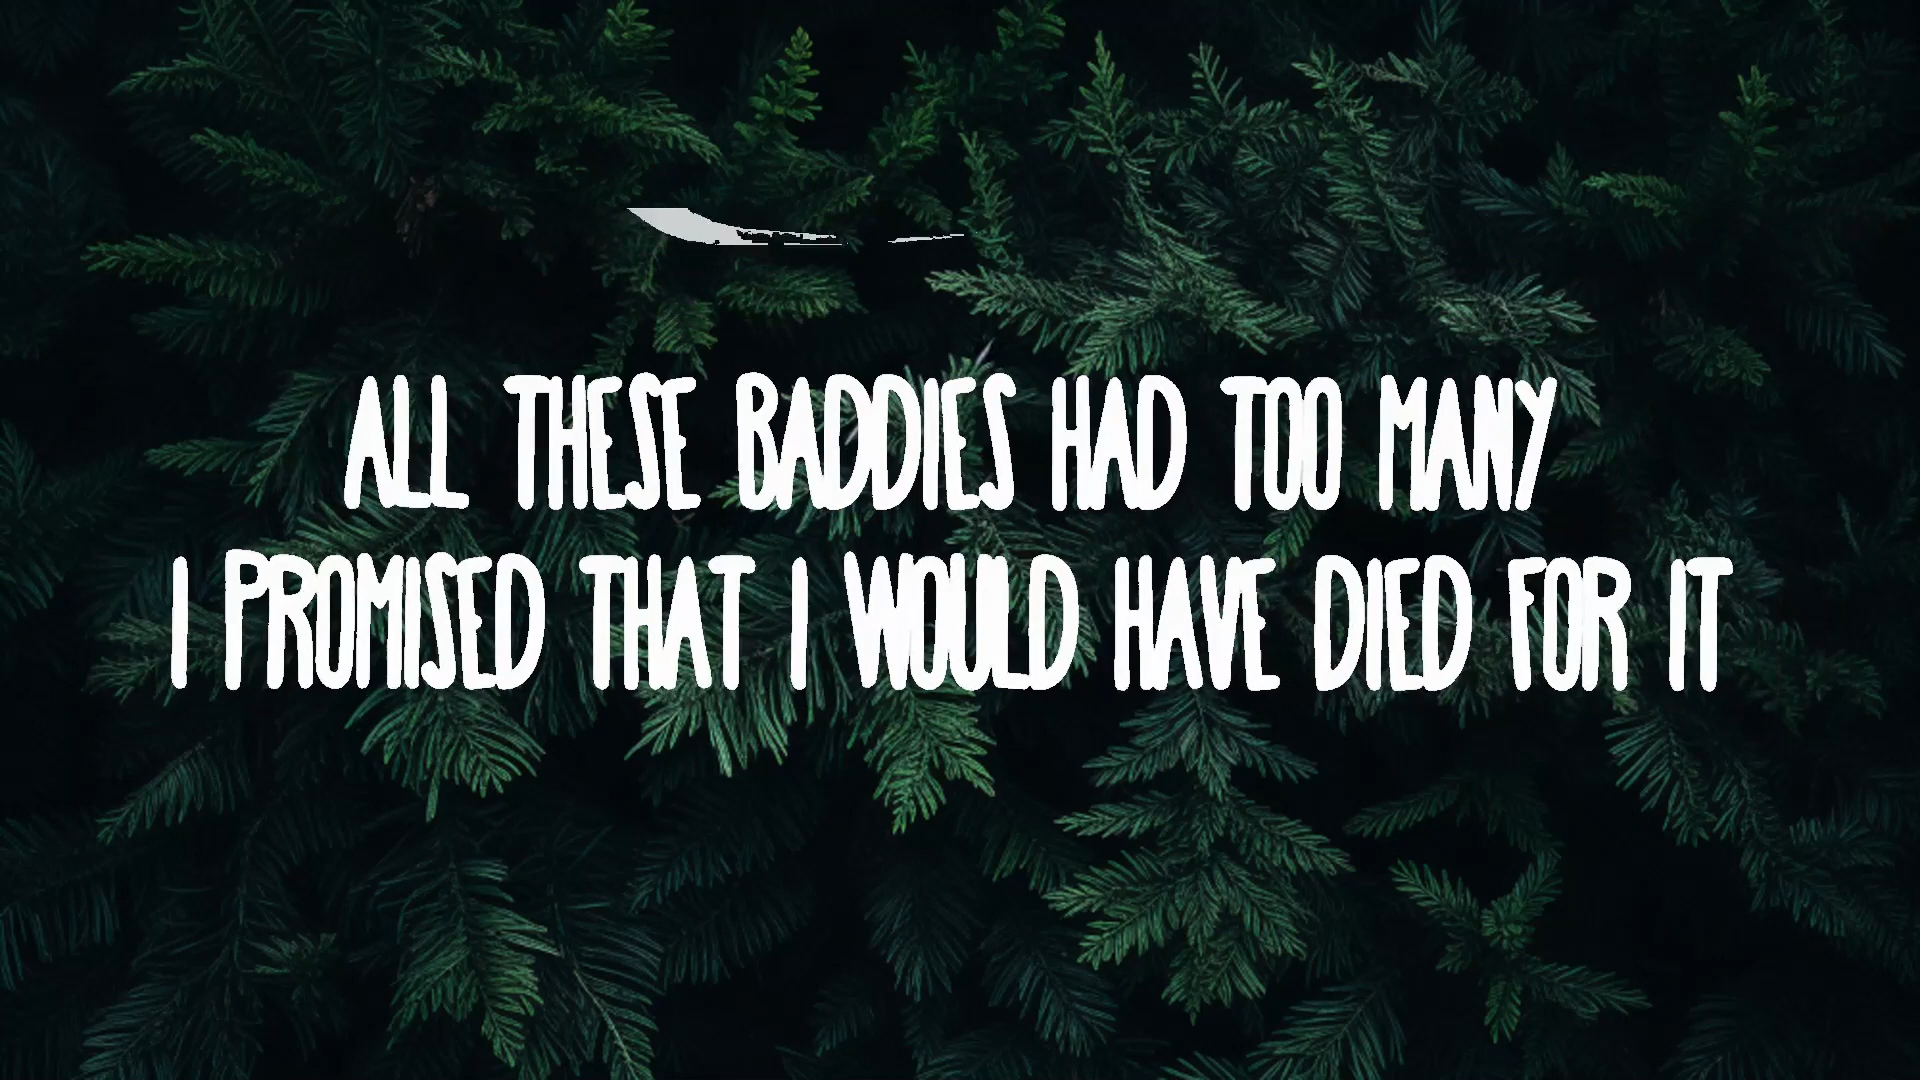 ALL THESE BADDIES HAD TOO MANY
I PROMISED THAT I WOULD HAVE DIED FOR IT